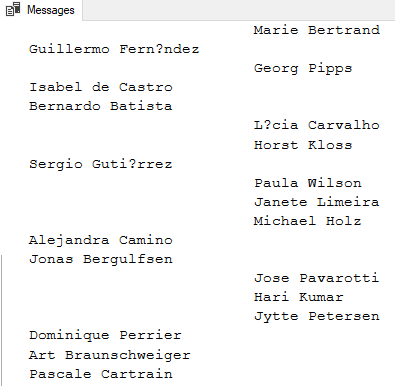 Messages
Marie Bertrand
Guillermo Fern?ndez
Georg Pipps
Isabel de Castro
Bernardo Batista
L?cia Carvalho
Horst Kloss
Sergio Guti?rrez
Paula Wilson
Janete Limeira
Michael Holz
Alejandra Camino
Jonas Bergulfsen
Jose Pavarotti
Hari Kumar
Jytte Petersen
Dominique Perrier
Art Braunschweiger
Pascale Cartrain